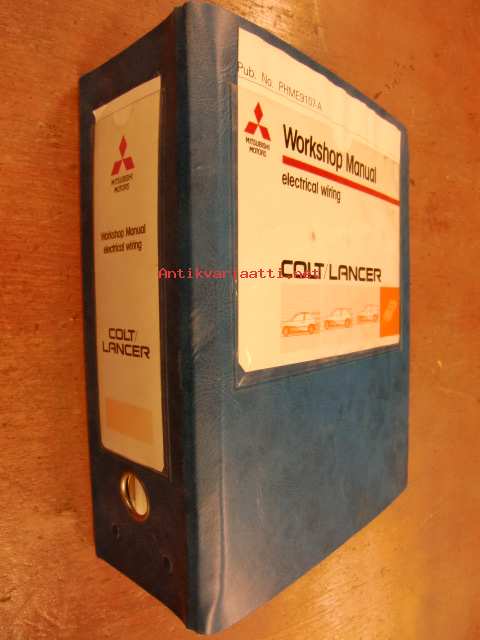 Pub. No. PHME9107-A
MITSUBISHI
MOTORS
Workshop Manual
electrical wiring
COLT/LANCER
MITSUBISHI
MOTORS
Workshop Manual
electrical wiring
COLT/
LANCER
Antikvariaatti.net